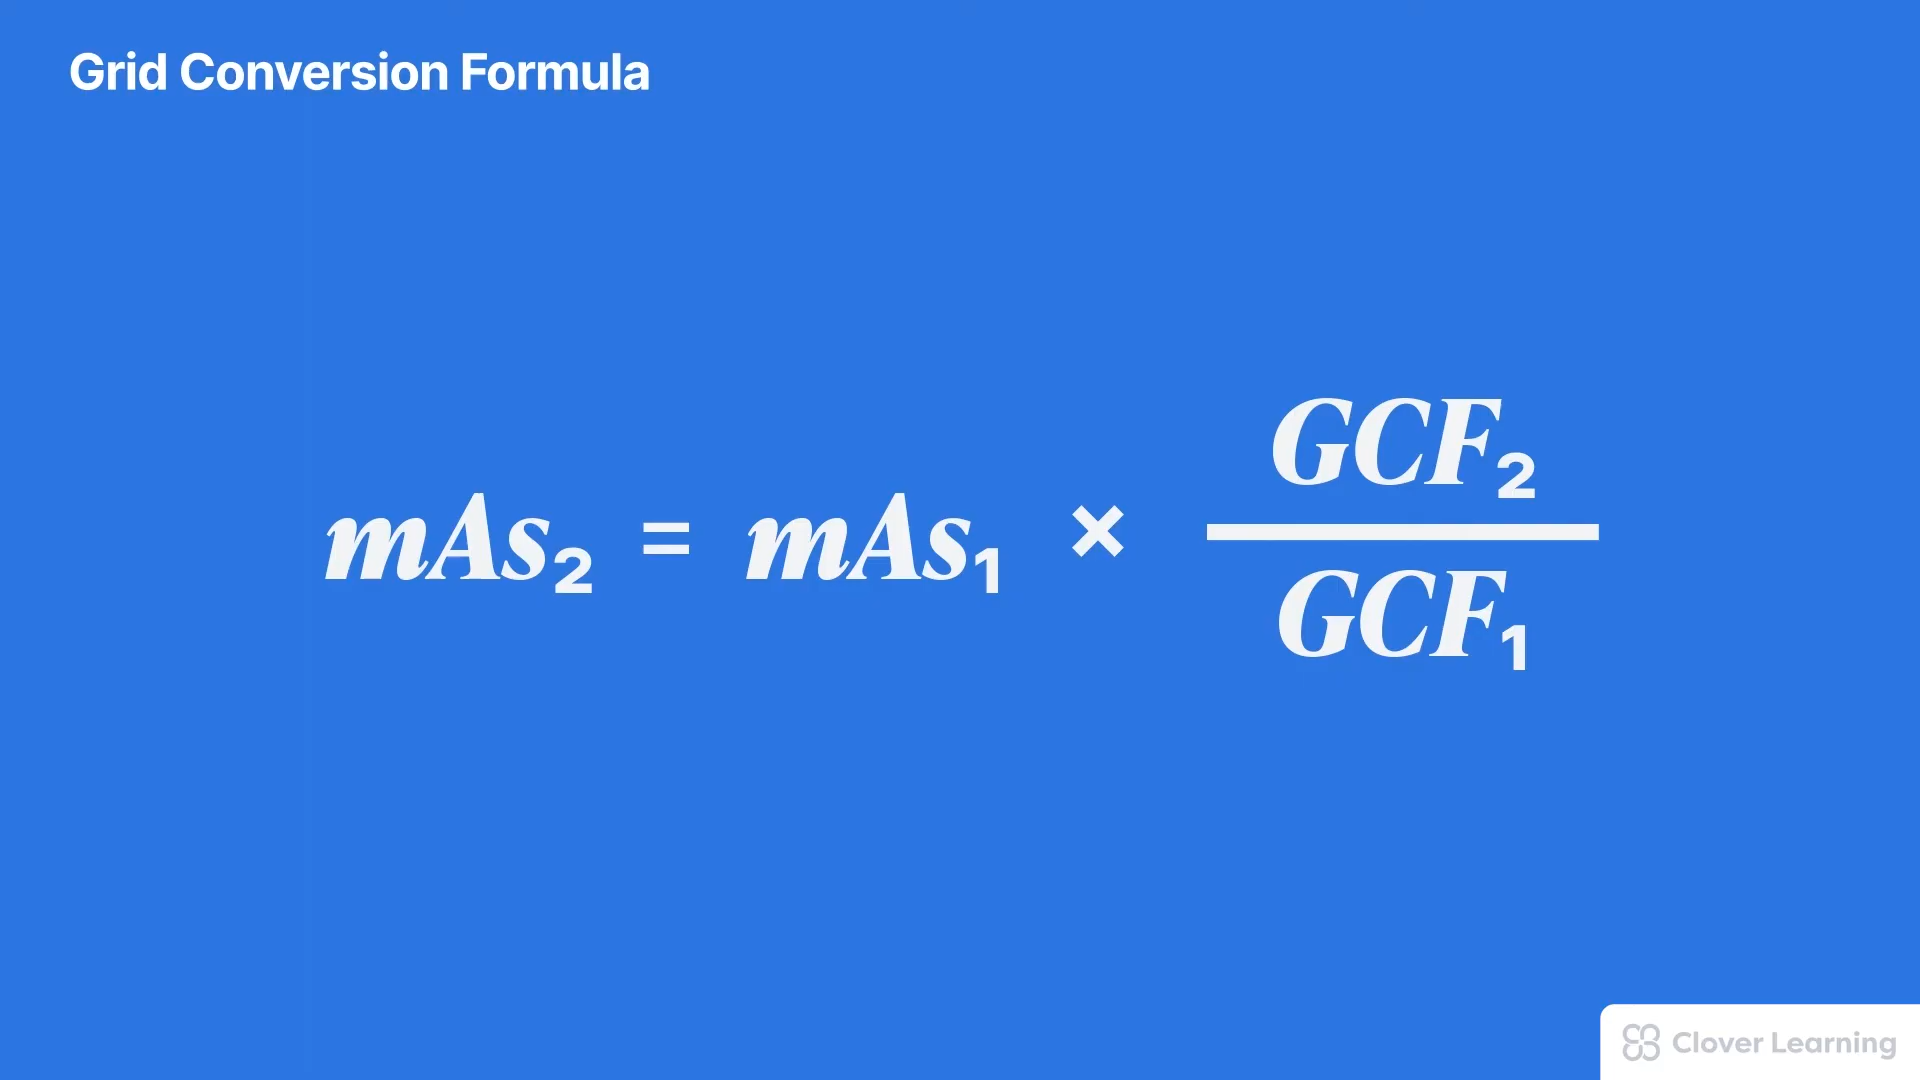 Grid Conversion Formula
mAs₂ = mAs₁ × GCF₂ / GCF₁
Clover Learning